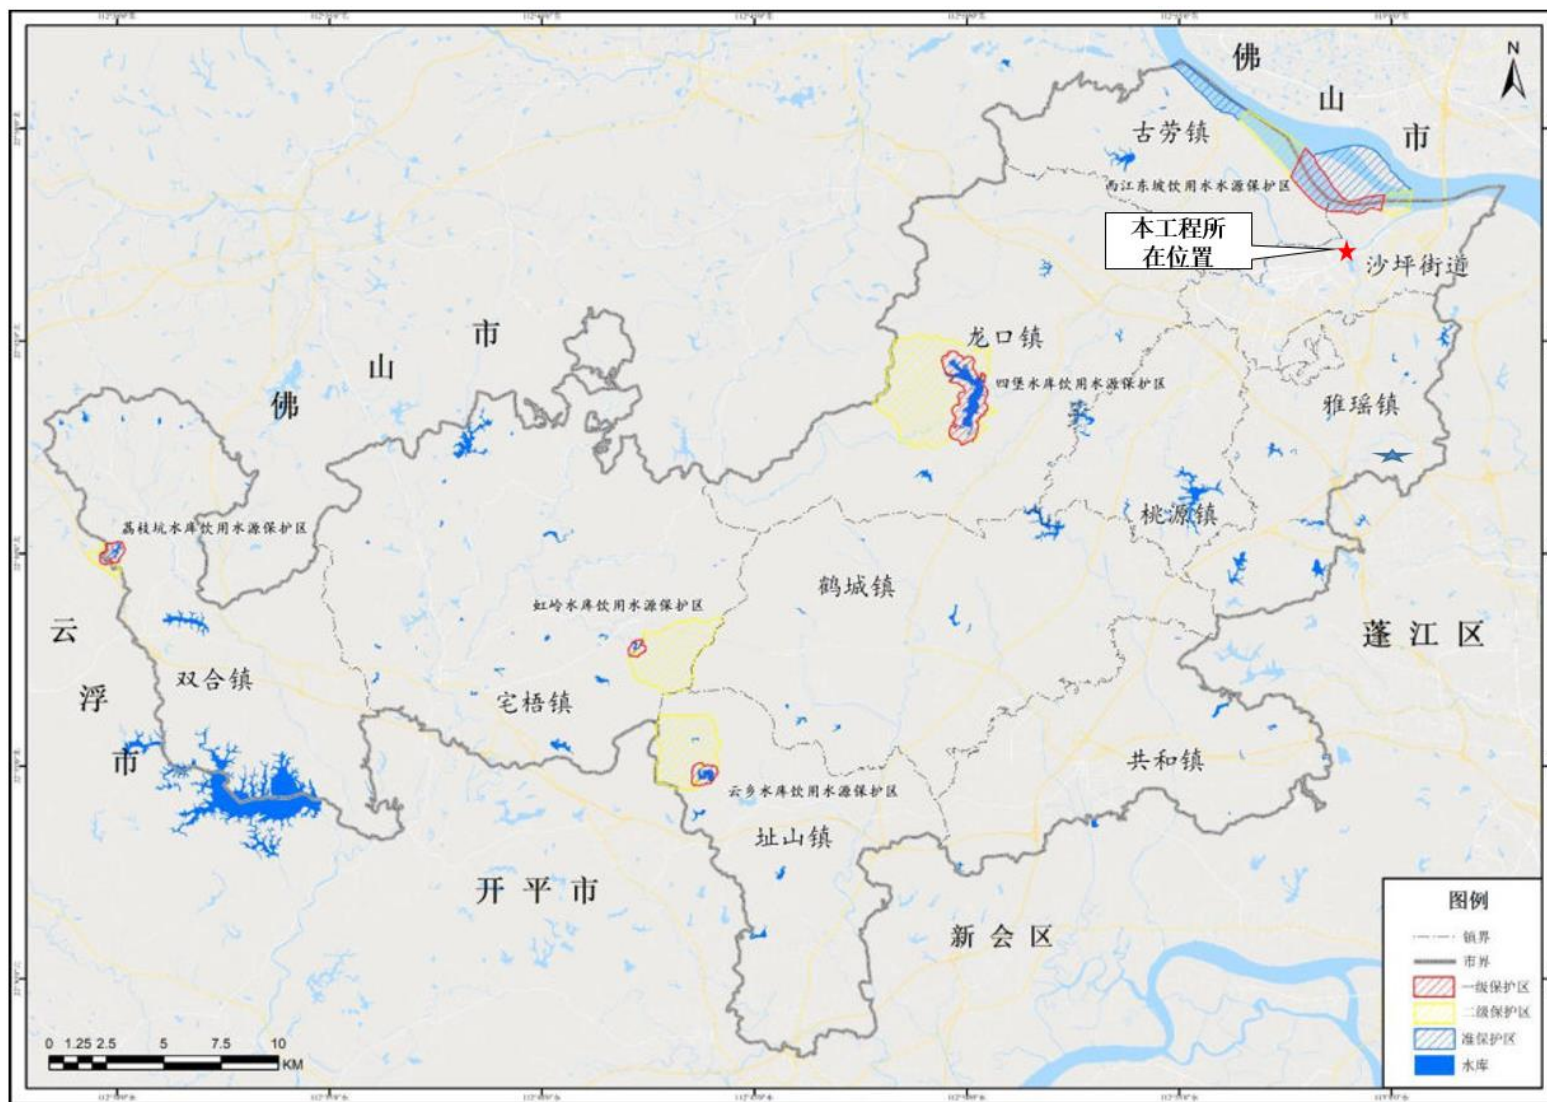 N
佛
山
市
古劳镇
西江东坡饮用水水源保护区
本工程所
在位置
沙坪街道
市
山
佛
龙口镇
四堡水库饮用水源保护区
雅瑶镇
荔枝坑水库饮用水源保护区
桃源镇
鹤城镇
虹岭水库饮用水源保护区
云
浮
市
双合镇
宅梧镇
蓬江区
共和镇
云乡水库饮用水源保护区
址山镇
开平市
新会区
图例
镇界
市界
一级保护区
二级保护区
准保护区
水库
0 1.25 2.5 5 7.5 10
KM